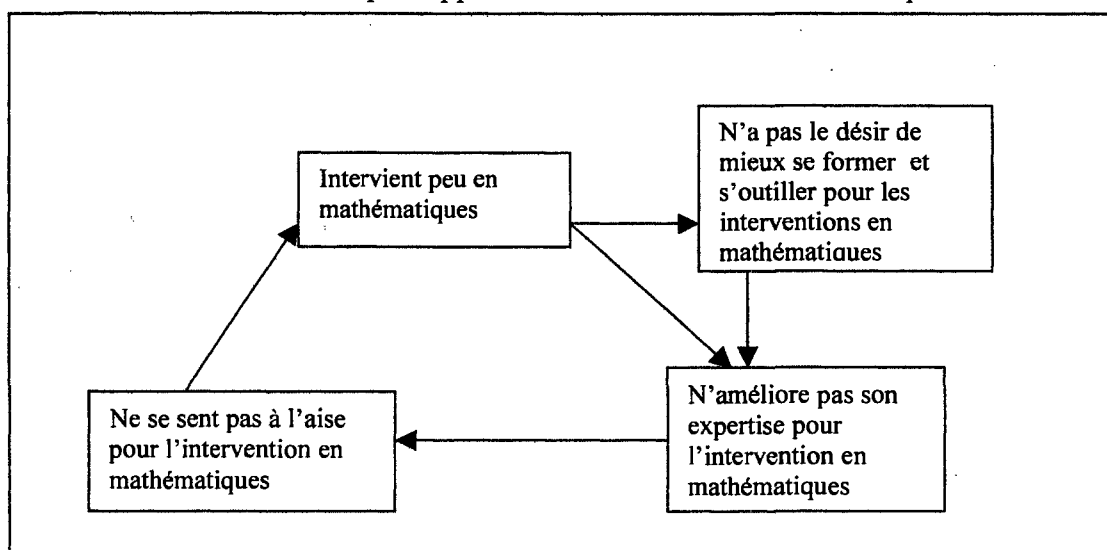 Intervient peu en
mathématiques
N'a pas le désir de
mieux se former et
s'outiller pour les
interventions en
mathématiques
Ne se sent pas à l'aise
pour l'intervention en
mathématiques
N'améliore pas son
expertise pour
l'intervention en
mathématiques